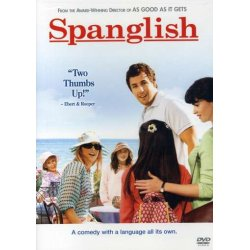 FROM THE AWARD-WINNING DIRECTOR OF AS GOOD AS IT GETS
Spanglish
"Two
Thumbs
Up!"
– Ebert & Roeper
A comedy with a language all its own.
DVD